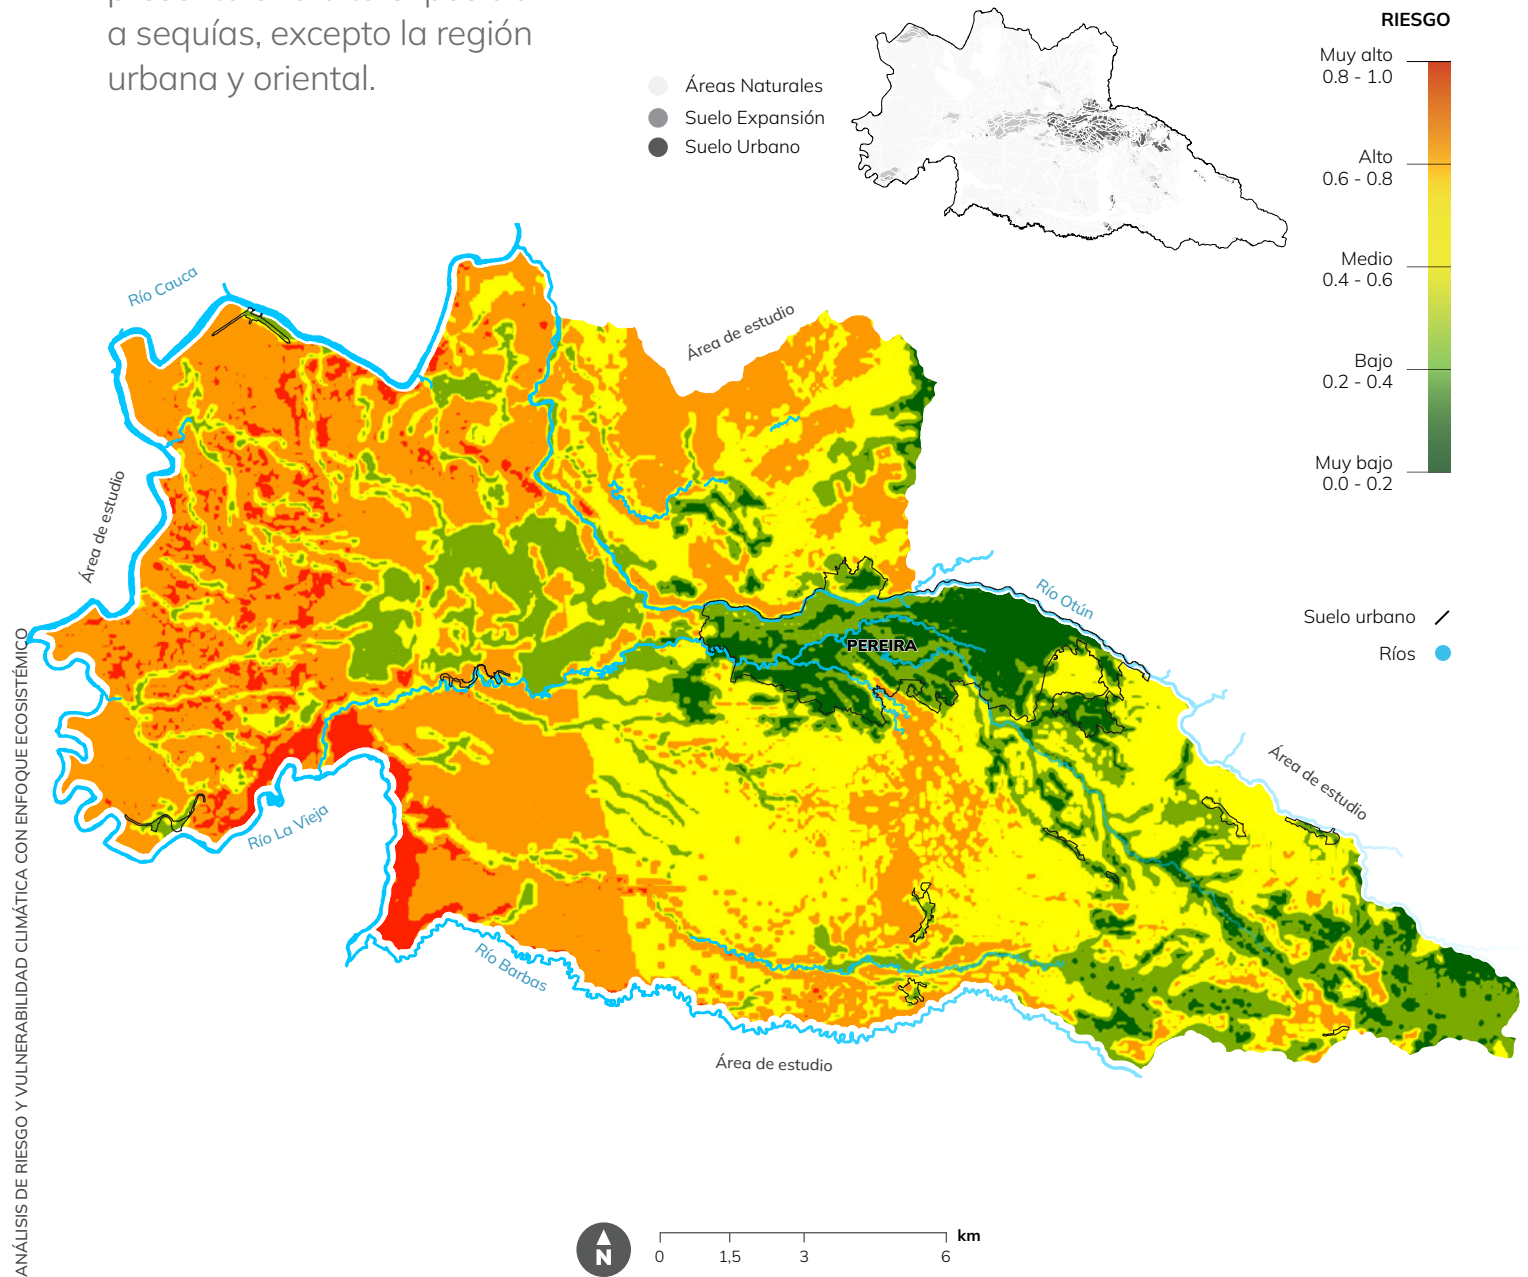 a sequías, excepto la región
urbana y oriental.
Áreas Naturales
Suelo Expansión
Suelo Urbano
RIESGO
Muy alto
0.8 - 1.0
Alto
0.6 - 0.8
Medio
0.4 - 0.6
Bajo
0.2 - 0.4
Muy bajo
0.0 - 0.2
Río Cauca
Área de estudio
Área de estudio
Río Otún
Suelo urbano
Ríos
PEREIRA
Área de estudio
Río La Vieja
Río Barbas
Área de estudio
ANÁLISIS DE RIESGO Y VULNERABILIDAD CLIMÁTICA CON ENFOQUE ECOSISTÉMICO
N
0 1,5 3 6 km